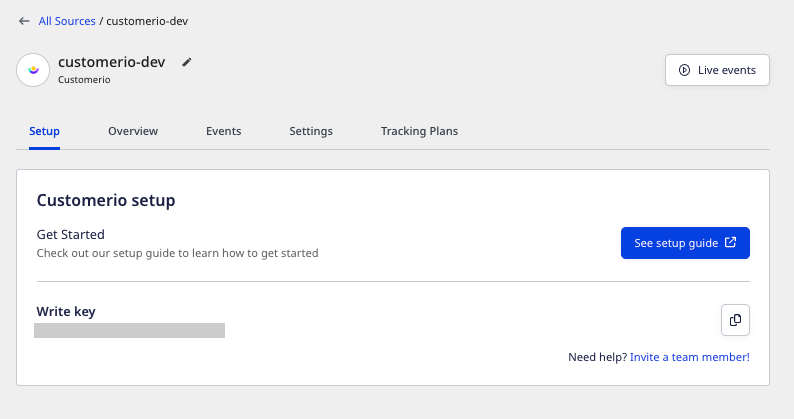 ← All Sources / customerio-dev
customerio-dev
Customerio
Live events
Setup Overview Events Settings Tracking Plans
Customerio setup
Get Started
Check out our setup guide to learn how to get started
See setup guide
Write key
Need help? Invite a team member!